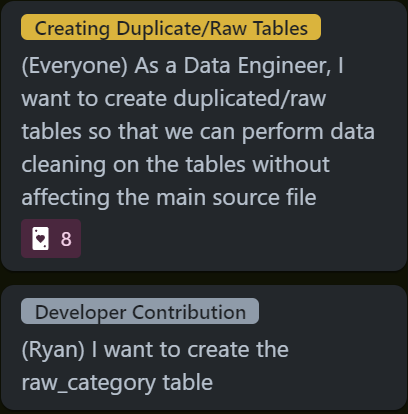 Creating Duplicate/Raw Tables
(Everyone) As a Data Engineer, I
want to create duplicated/raw
tables so that we can perform data
cleaning on the tables without
affecting the main source file
8
Developer Contribution
(Ryan) I want to create the
raw_category table